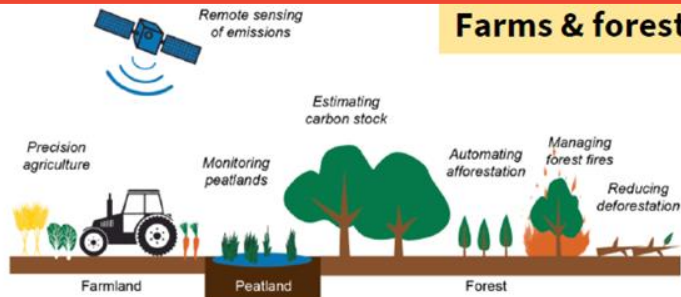 Farms & forest
Remote sensing
of emissions
Estimating
carbon stock
Precision
agriculture
Monitoring
peatlands
Automating
afforestation
Managing
forest fires
Reducing
deforestation
Farmland
Peatland
Forest